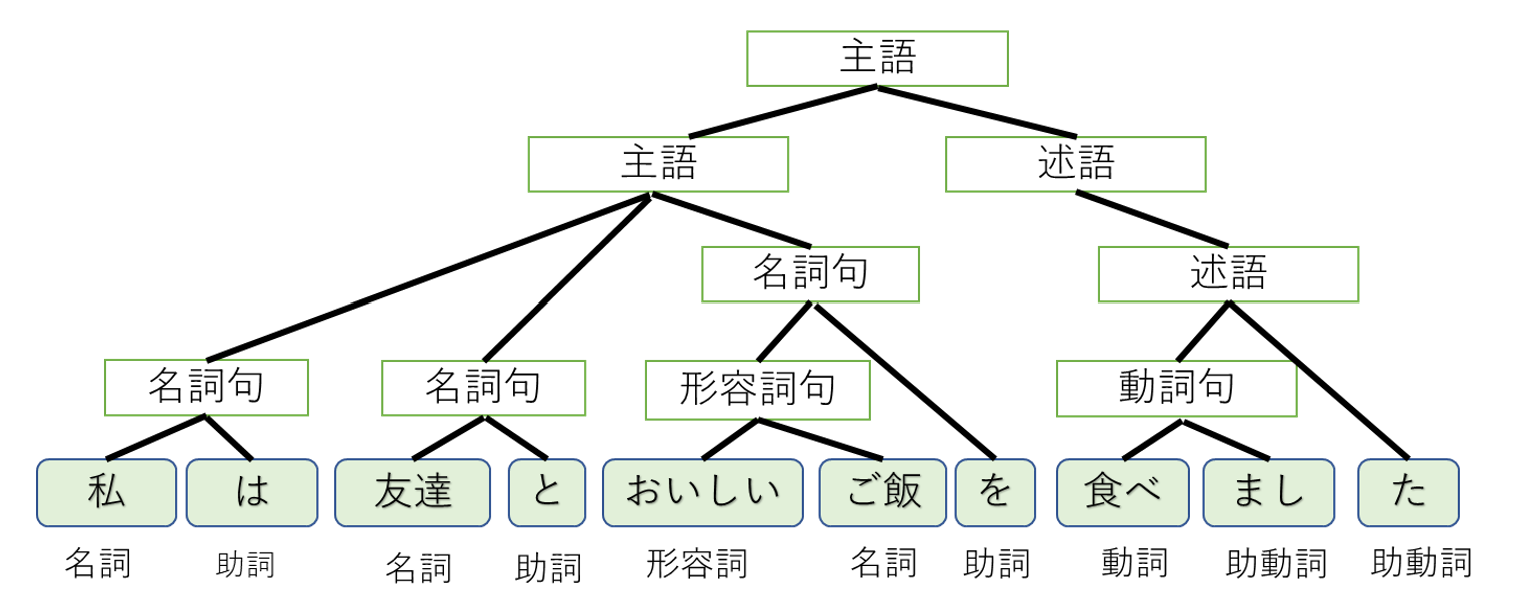 主語
主語 述語
名詞句 述語
名詞句 名詞句 形容詞句 動詞句
私 は 友達 と おいしい ご飯 を 食べ まし た
名詞 助詞 名詞 助詞 形容詞 名詞 助詞 動詞 助動詞 助動詞